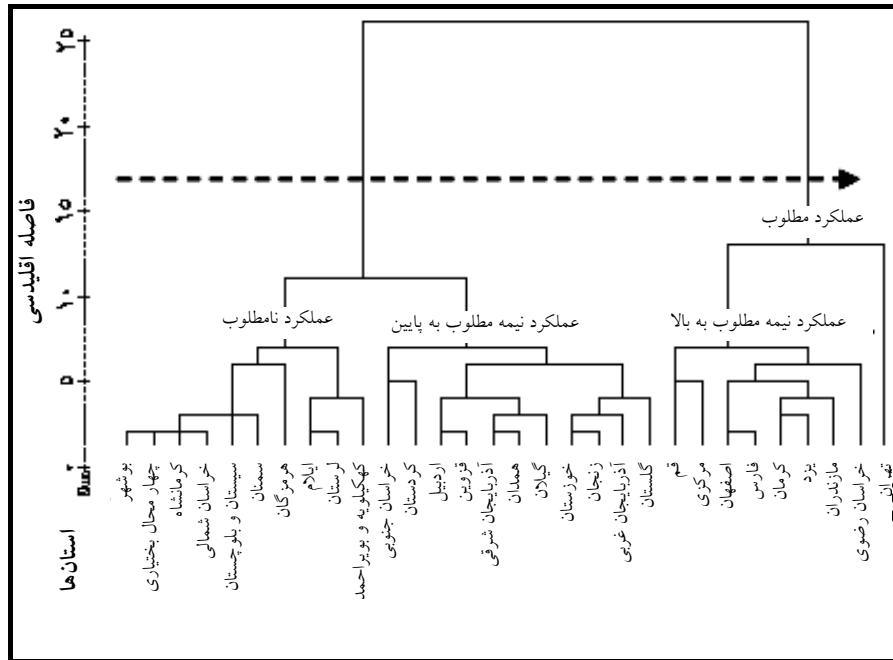 ۲۵
۲۰
۱۵
۱۰
۵
فاصله اقلیدسی
عملکرد مطلوب
عملکرد نامطلوب
عملکرد نیمه مطلوب به پایین
عملکرد نیمه مطلوب به بالا
استان‌ها
بوشهر
چهار محال بختیاری
کرمانشاه
خراسان شمالی
سیستان و بلوچستان
سمنان
هرمزگان
ایلام
لرستان
کهکیلویه و بویراحمد
خراسان جنوبی
کردستان
اردبیل
قزوین
آذربایجان شرقی
همدان
گیلان
خوزستان
زنجان
آذربایجان غربی
گلستان
قم
مرکزی
اصفهان
فارس
کرمان
یزد
مازندران
خراسان رضوی
تهران